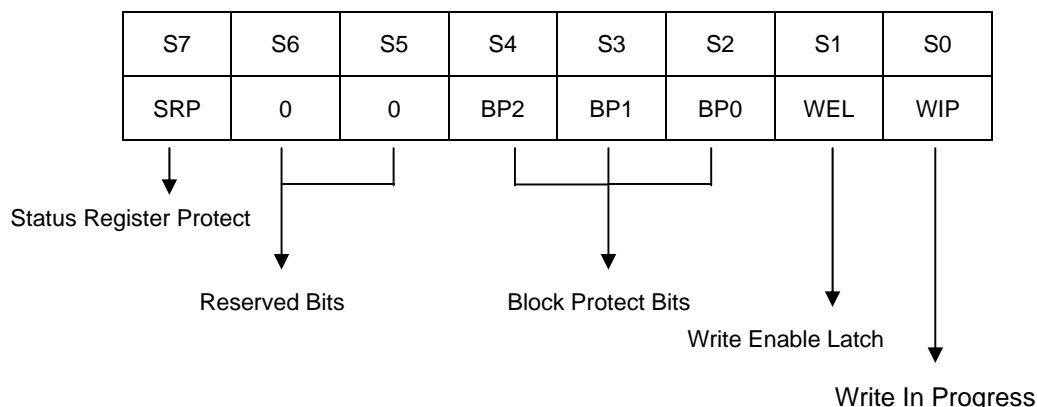 S7 S6 S5 S4 S3 S2 S1 S0
SRP 0 0 BP2 BP1 BP0 WEL WIP
Status Register Protect
Reserved Bits Block Protect Bits
Write Enable Latch
Write In Progress